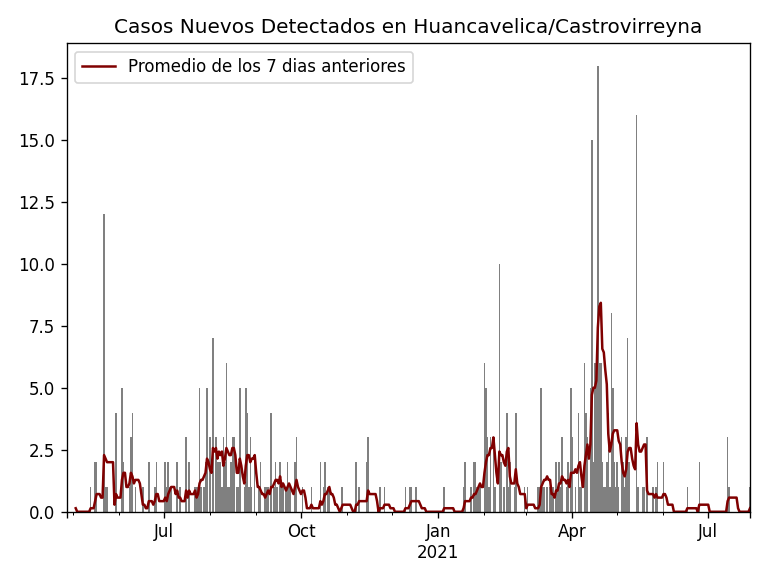 Casos Nuevos Detectados en Huancavelica/Castrovirreyna
Promedio de los 7 dias anteriores
17.5
15.0
12.5
10.0
7.5
5.0
2.5
0.0
Jul
Oct
Jan
2021
Apr
Jul